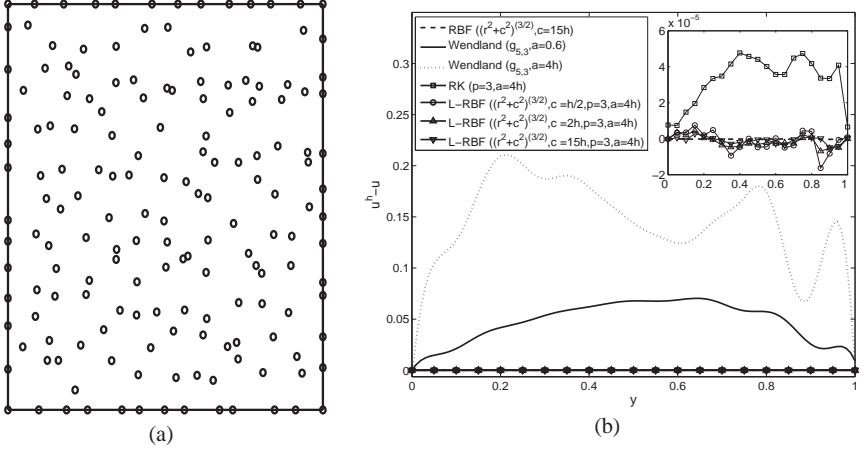 (a)
RBF ((r²+c²)^(3/2),c=15h)
Wendland (g_{5,3},a=0.6)
Wendland (g_{5,3},a=4h)
RK (p=3,a=4h)
L−RBF ((r²+c²)^(3/2),c =h/2,p=3,a=4h)
L−RBF ((r²+c²)^(3/2),c =2h,p=3,a=4h)
L−RBF ((r²+c²)^(3/2),c =15h,p=3,a=4h)
6 x 10⁻⁵
4
2
0
−2
0 0.2 0.4 0.6 0.8 1
0.3
0.25
0.2
0.15
0.1
0.05
0
u^h−u
0 0.2 0.4 0.6 0.8 1
y
(b)